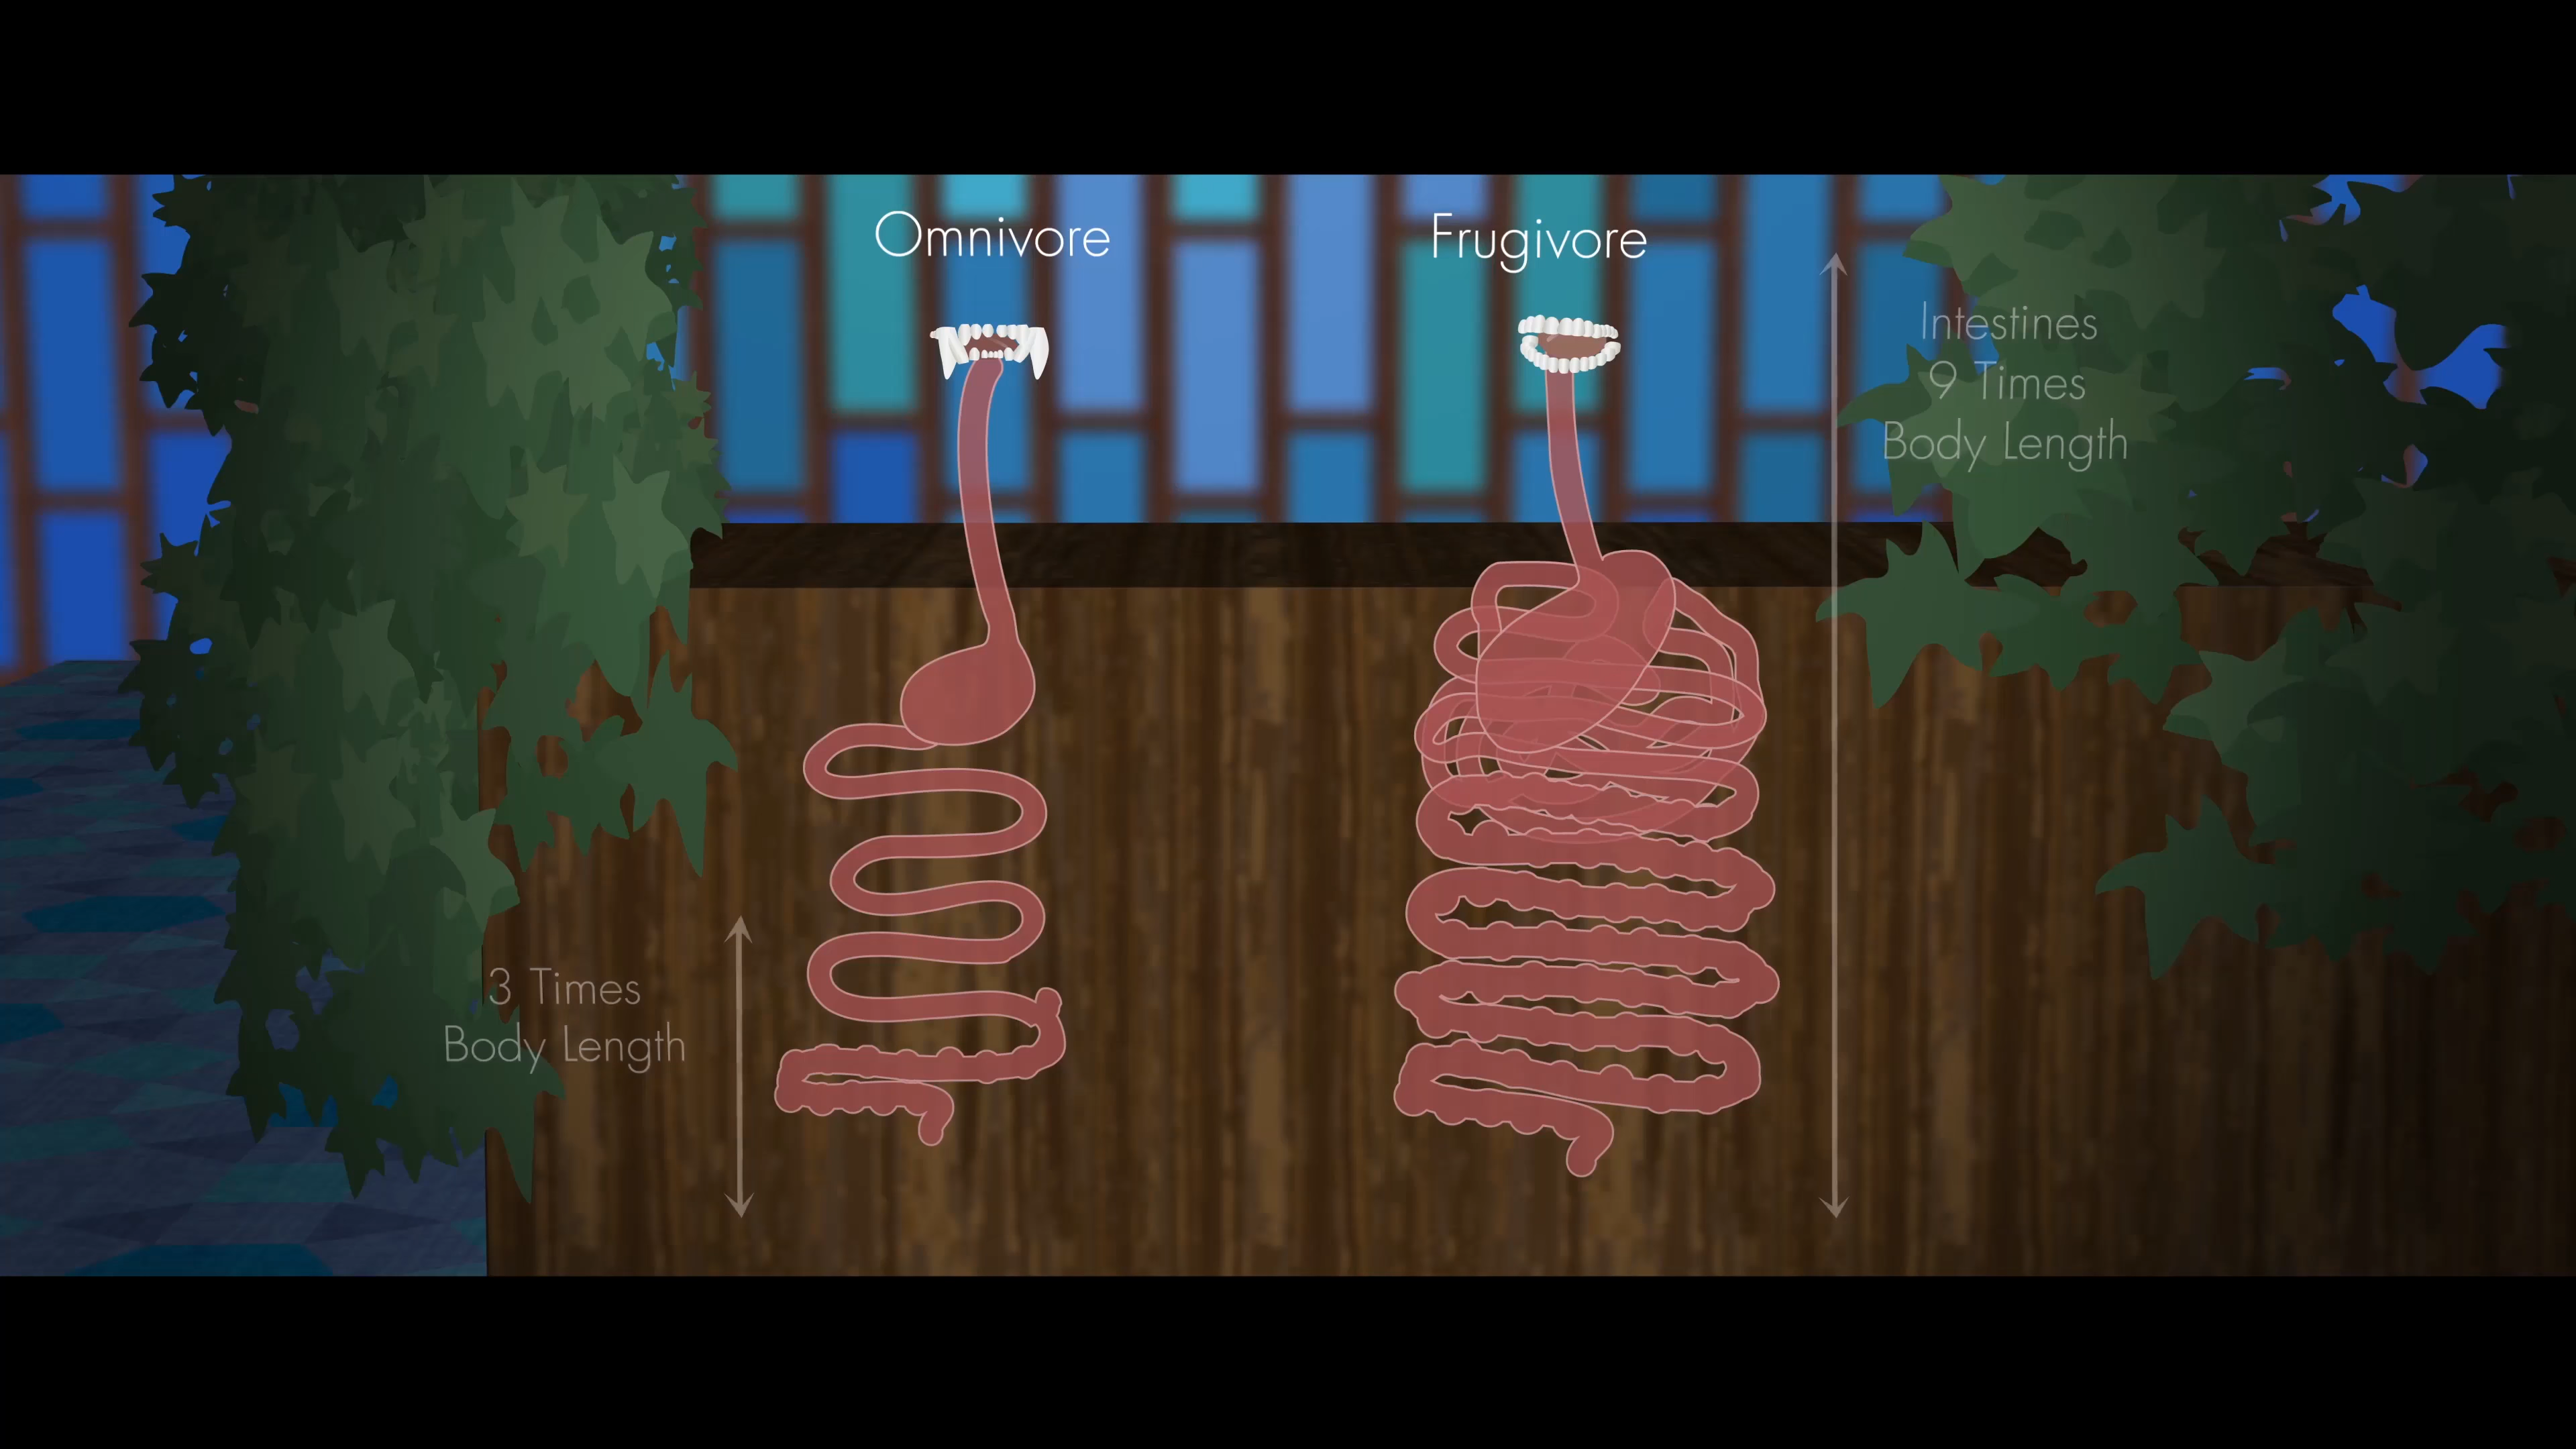 Omnivore
Frugivore
Intestines
9 Times
Body Length
3 Times
Body Length